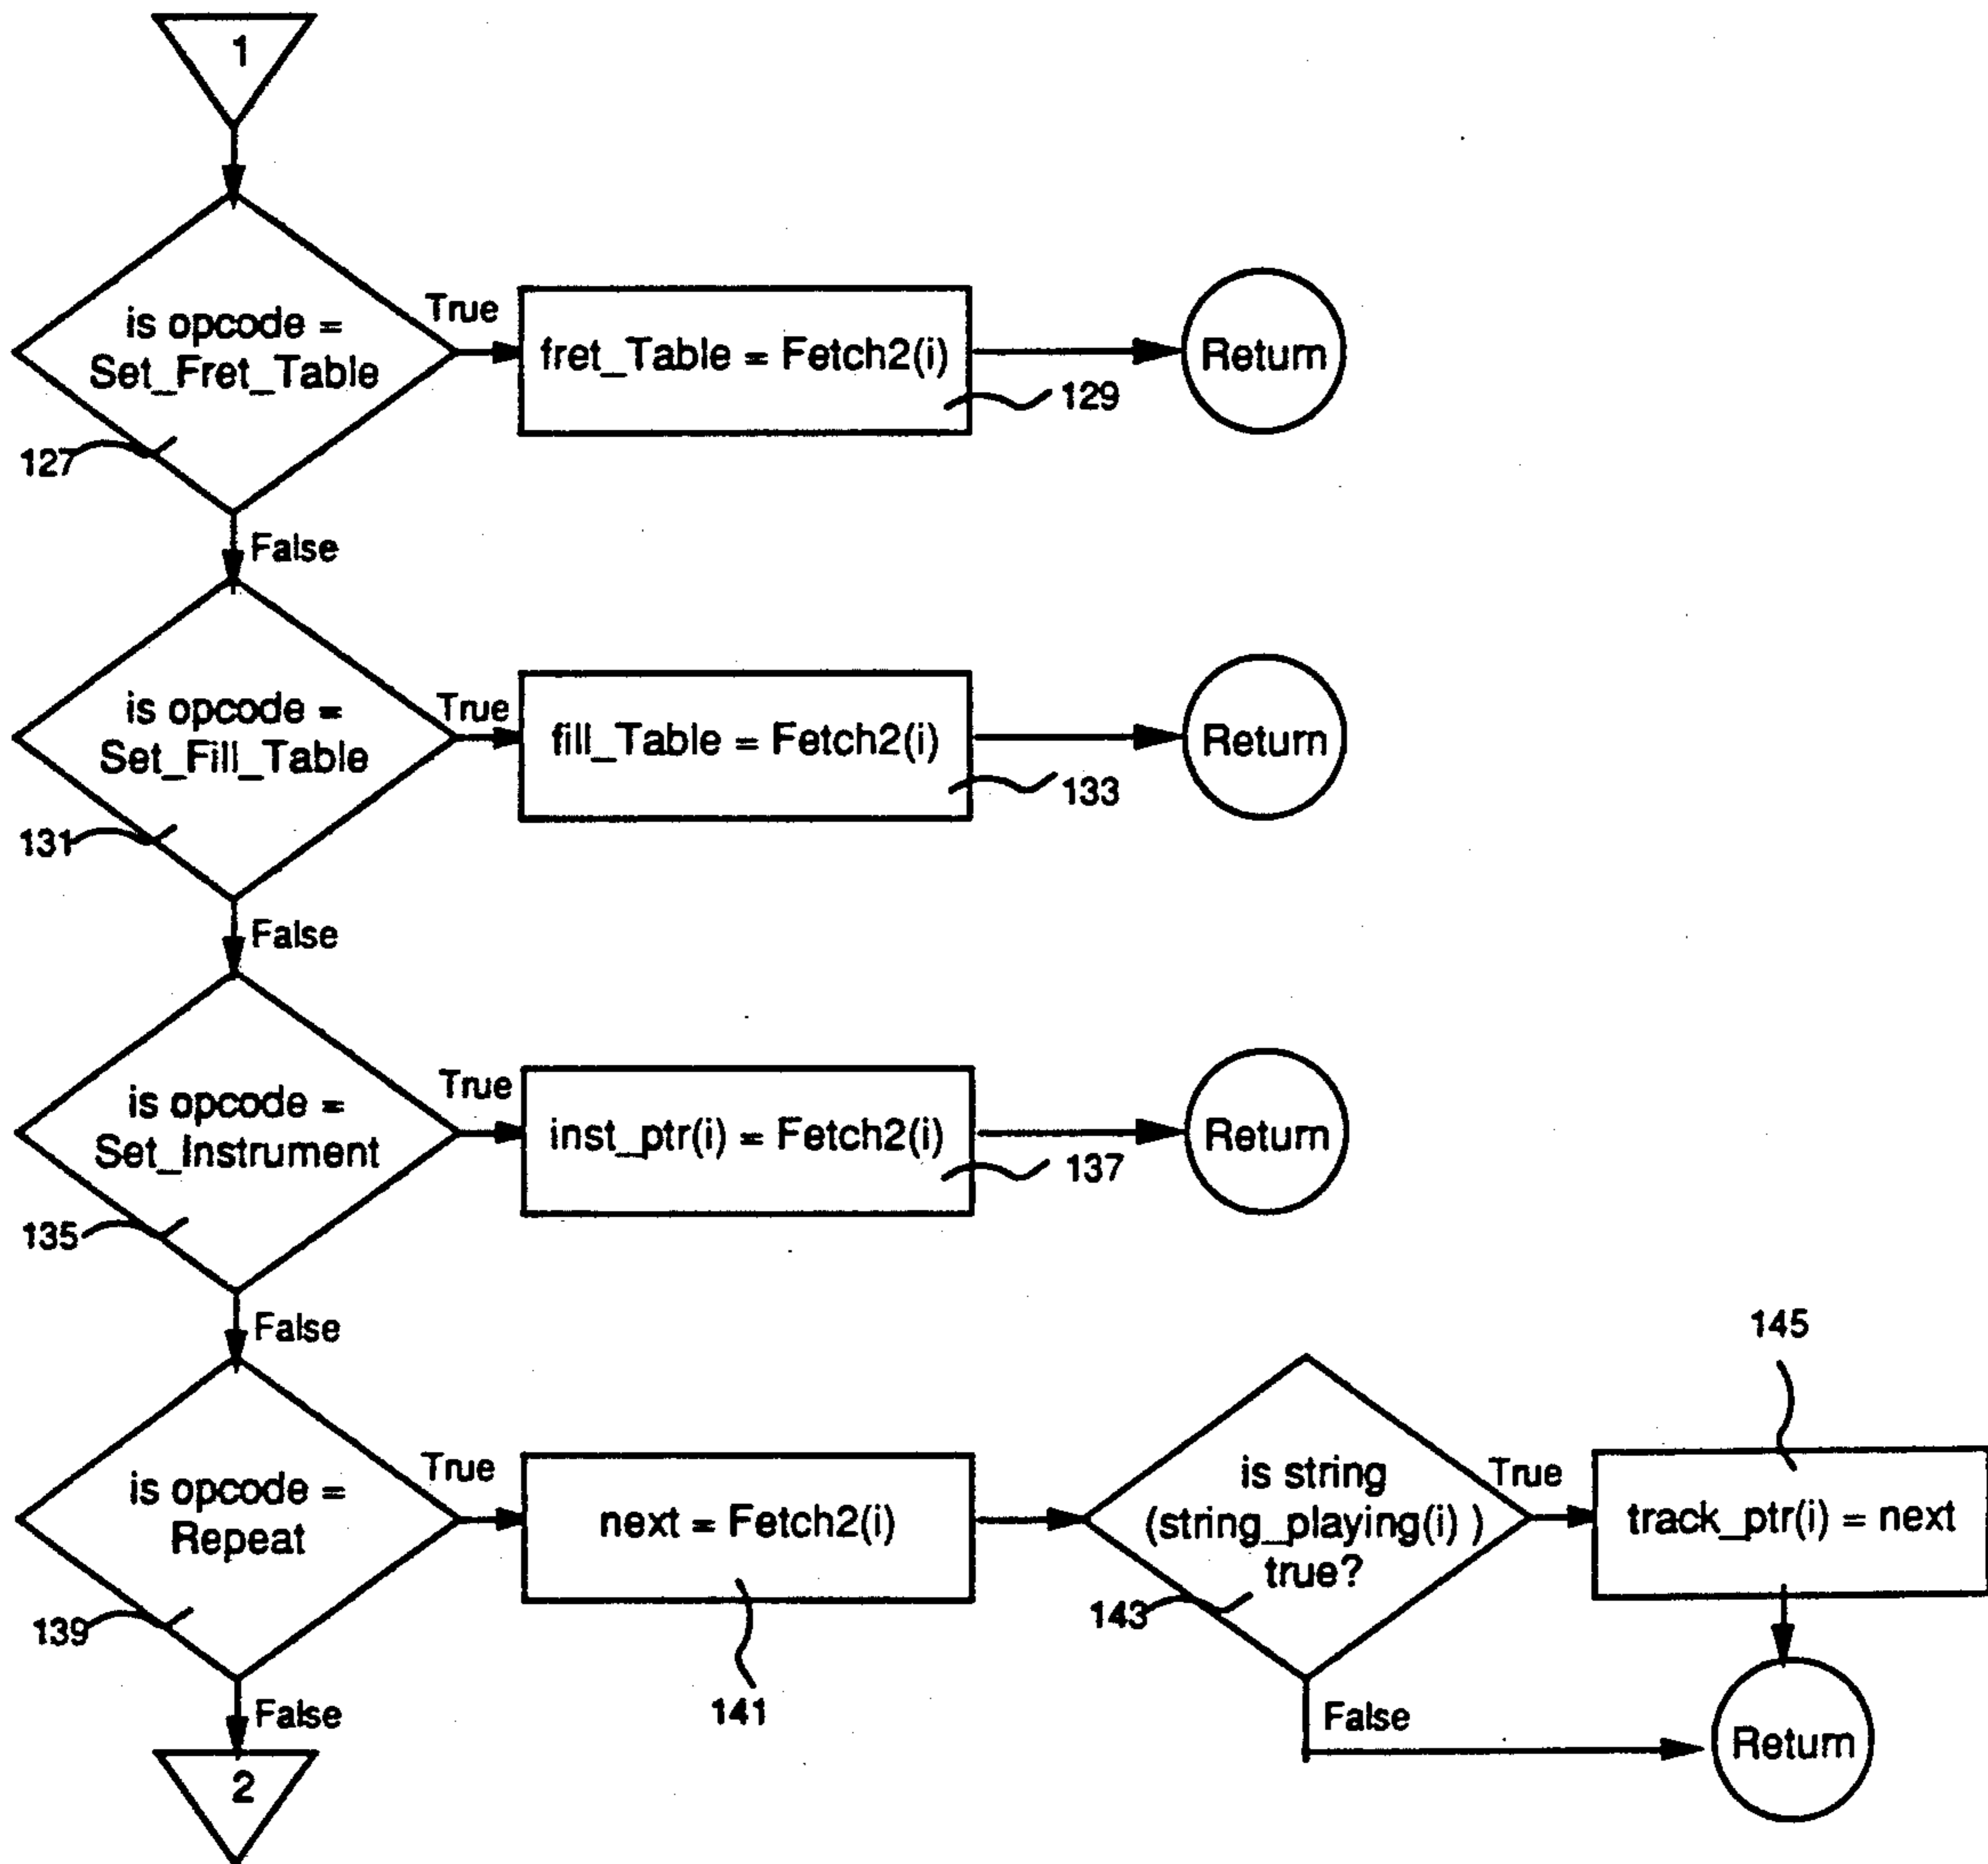 1
is opcode =
Set_Fret_Table
True
fret_Table = Fetch2(i)
Return
129
127
False
is opcode =
Set_Fill_Table
True
fill_Table = Fetch2(i)
Return
133
131
False
is opcode =
Set_Instrument
True
inst_ptr(i) = Fetch2(i)
Return
137
135
False
is opcode =
Repeat
True
next = Fetch2(i)
is string
(string_playing(i) )
true?
True
145
track_ptr(i) = next
139
141
143
False
Return
False
2